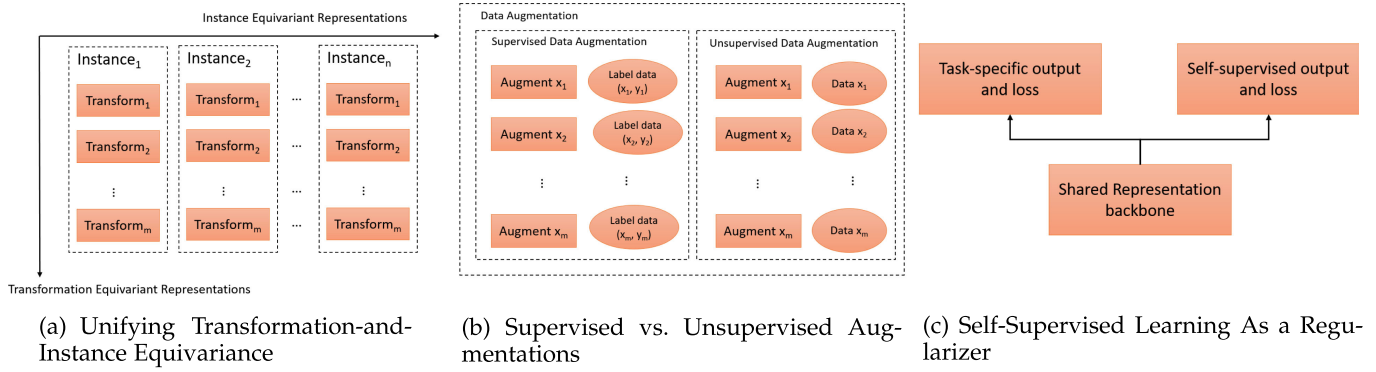 Instance Equivariant Representations
Instance1
Instance2
Instancen
Transform1
Transform1
...
Transform1
Transform2
Transform2
...
Transform2
⋮
⋮
...
⋮
Transformm
Transformm
...
Transformm
Transformation Equivariant Representations
(a) Unifying Transformation-and-
Instance Equivariance
Data Augmentation
Supervised Data Augmentation
Augment x1
Label data
(x1, y1)
Augment x2
Label data
(x2, y2)
⋮
⋮
Augment xm
Label data
(xm, ym)
Unsupervised Data Augmentation
Augment x1
Data x1
Augment x2
Data x2
⋮
⋮
Augment xm
Data xm
(b) Supervised vs. Unsupervised Aug-
mentations
Task-specific output
and loss
Self-supervised output
and loss
Shared Representation
backbone
(c) Self-Supervised Learning As a Regu-
larizer